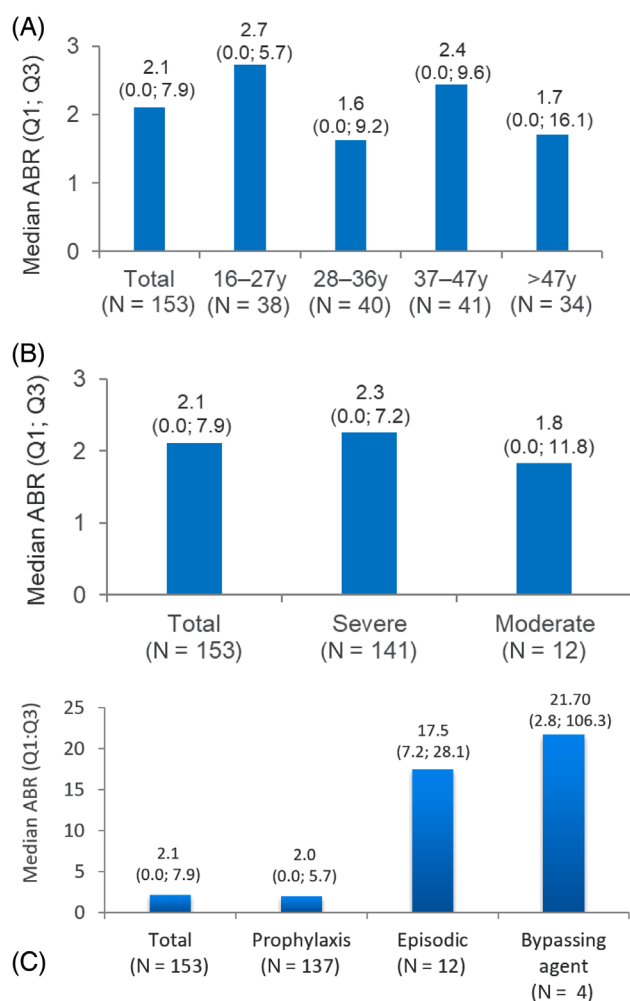 (A)
Median ABR (Q1; Q3)
3
2
1
0
2.1
(0.0; 7.9)
2.7
(0.0; 5.7)
1.6
(0.0; 9.2)
2.4
(0.0; 9.6)
1.7
(0.0; 16.1)
Total
(N = 153)
16–27y
(N = 38)
28–36y
(N = 40)
37–47y
(N = 41)
>47y
(N = 34)
(B)
Median ABR (Q1; Q3)
3
2
1
0
2.1
(0.0; 7.9)
2.3
(0.0; 7.2)
1.8
(0.0; 11.8)
Total
(N = 153)
Severe
(N = 141)
Moderate
(N = 12)
Median ABR (Q1:Q3)
25
20
15
10
5
0
2.1
(0.0; 7.9)
2.0
(0.0; 5.7)
17.5
(7.2; 28.1)
21.70
(2.8; 106.3)
Total
(N = 153)
Prophylaxis
(N = 137)
Episodic
(N = 12)
Bypassing
agent
(N = 4)
(C)